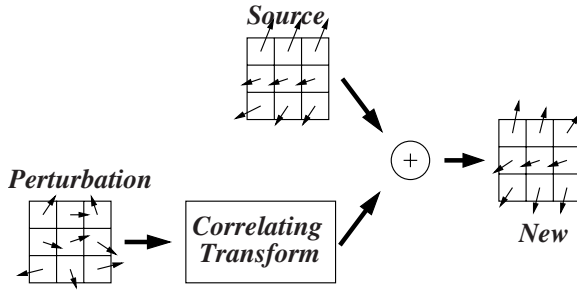 Source
+
Perturbation
Correlating
Transform
New